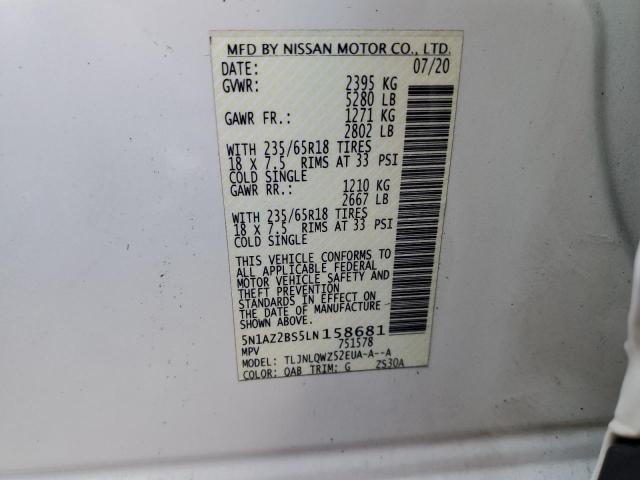 MFD BY NISSAN MOTOR CO., LTD.
DATE: 07/20
GVWR: 2395 KG
5280 LB
GAWR FR.: 1271 KG
2802 LB
WITH 235/65R18 TIRES
18 X 7.5 RIMS AT 33 PSI
COLD SINGLE
GAWR RR.: 1210 KG
2667 LB
WITH 235/65R18 TIRES
18 X 7.5 RIMS AT 33 PSI
COLD SINGLE
THIS VEHICLE CONFORMS TO
ALL APPLICABLE FEDERAL
MOTOR VEHICLE SAFETY AND
THEFT PREVENTION
STANDARDS IN EFFECT ON
THE DATE OF MANUFACTURE
5N1AZ2BS5LN158681
MPV 751578
MODEL: TLJNLQWZ52EUA-A--A
COLOR: QAB TRIM: G ZS30A